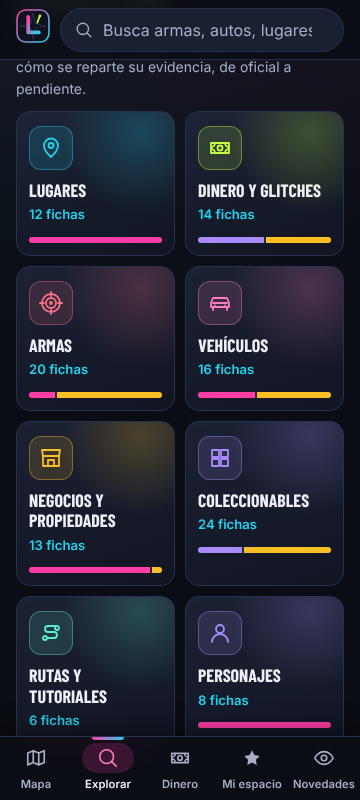 Busca armas, autos, lugares
cómo se reparte su evidencia, de oficial a
pendiente.
LUGARES
12 fichas
DINERO Y GLITCHES
14 fichas
ARMAS
20 fichas
VEHÍCULOS
16 fichas
NEGOCIOS Y
PROPIEDADES
13 fichas
COLECCIONABLES
24 fichas
RUTAS Y
TUTORIALES
6 fichas
PERSONAJES
8 fichas
Mapa
Explorar
Dinero
Mi espacio
Novedades